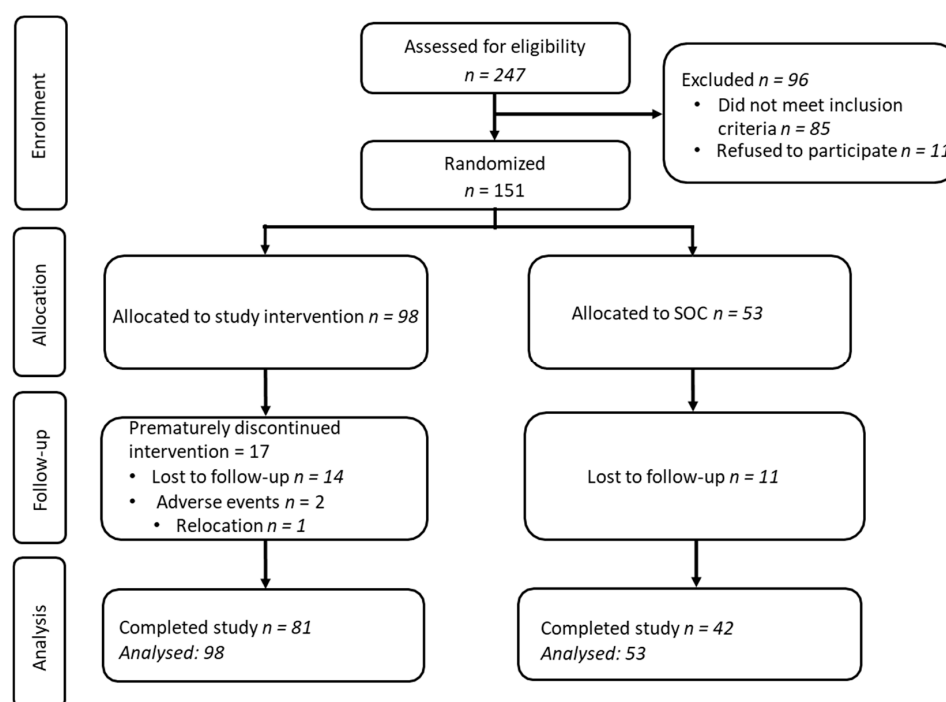 Enrolment
Assessed for eligibility
n = 247
Excluded n = 96
• Did not meet inclusion
criteria n = 85
• Refused to participate n = 11
Randomized
n = 151
Allocation
Allocated to study intervention n = 98
Allocated to SOC n = 53
Follow-up
Prematurely discontinued
intervention = 17
• Lost to follow-up n = 14
• Adverse events n = 2
• Relocation n = 1
Lost to follow-up n = 11
Analysis
Completed study n = 81
Analysed: 98
Completed study n = 42
Analysed: 53